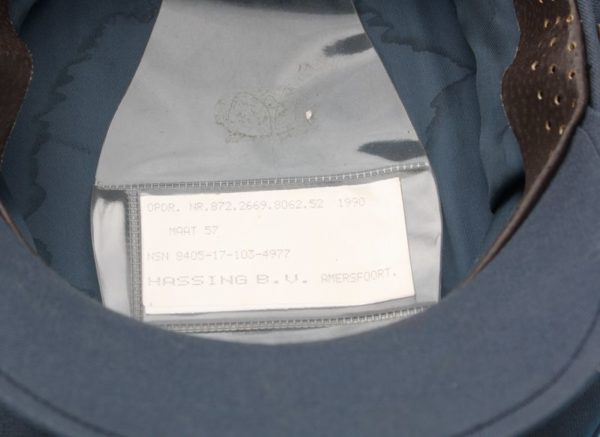 OPDR. NR.872.2669.8062.52 1990
MAAT 57
NSN 8405-17-103-4977
HASSING B.V. AMERSFOORT.